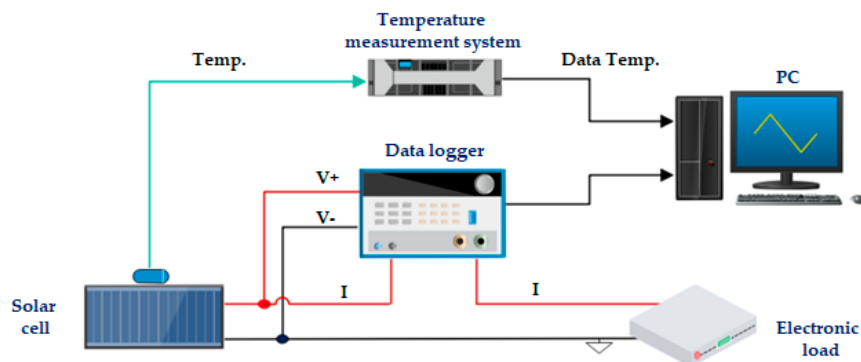 Temperature
measurement system
Temp.
Data Temp.
PC
Data logger
V+
V-
I
I
Solar
cell
Electronic
load